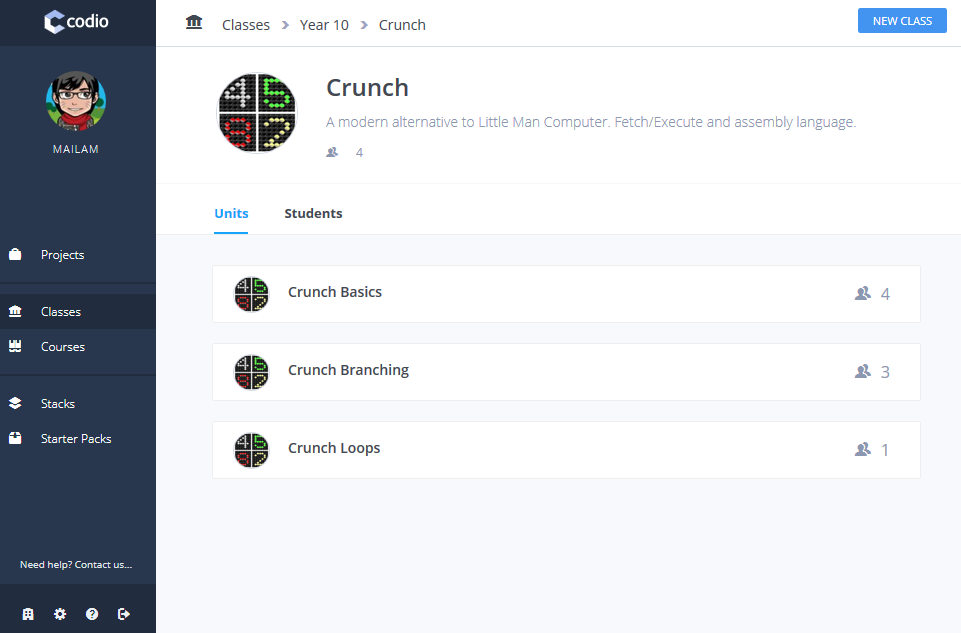 codio
MAILAM
Projects
Classes
Courses
Stacks
Starter Packs
Need help? Contact us...
Classes Year 10 Crunch
NEW CLASS
Crunch
A modern alternative to Little Man Computer. Fetch/Execute and assembly language.
4
Units Students
Crunch Basics 4
Crunch Branching 3
Crunch Loops 1